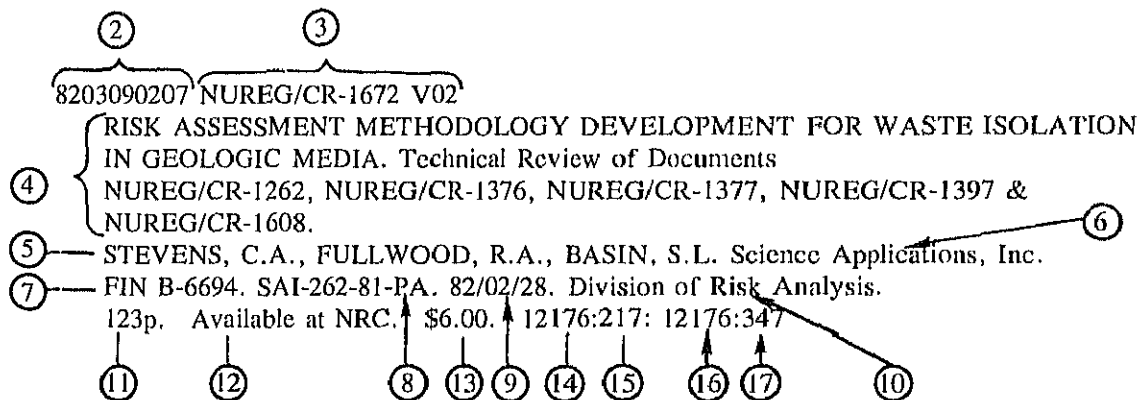 ② ③
8203090207 NUREG/CR-1672 V02
RISK ASSESSMENT METHODOLOGY DEVELOPMENT FOR WASTE ISOLATION
IN GEOLOGIC MEDIA. Technical Review of Documents
④ NUREG/CR-1262, NUREG/CR-1376, NUREG/CR-1377, NUREG/CR-1397 &
NUREG/CR-1608. ⑥
⑤ STEVENS, C.A., FULLWOOD, R.A., BASIN, S.L. Science Applications, Inc.
⑦ FIN B-6694. SAI-262-81-PA. 82/02/28. Division of Risk Analysis.
123p. Available at NRC. $6.00. 12176:217: 12176:347
⑪ ⑫ ⑧ ⑬ ⑨ ⑭ ⑮ ⑯ ⑰ ⑩